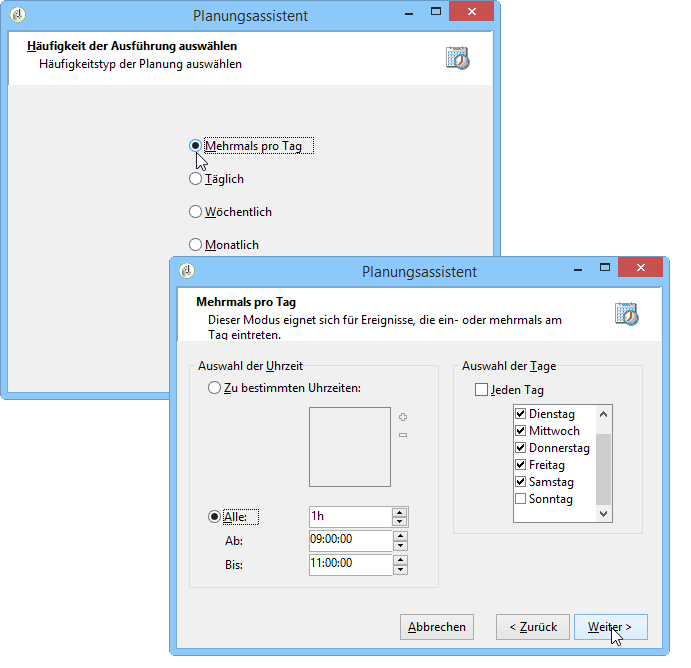 Planungsassistent
Häufigkeit der Ausführung auswählen
Häufigkeitstyp der Planung auswählen
Mehrmals pro Tag
Täglich
Wöchentlich
Monatlich
Planungsassistent
Mehrmals pro Tag
Dieser Modus eignet sich für Ereignisse, die ein- oder mehrmals am
Tag eintreten.
Auswahl der Uhrzeit
Zu bestimmten Uhrzeiten:
Alle: 1h
Ab: 09:00:00
Bis: 11:00:00
Auswahl der Tage
Jeden Tag
Dienstag
Mittwoch
Donnerstag
Freitag
Samstag
Sonntag
Abbrechen < Zurück Weiter >